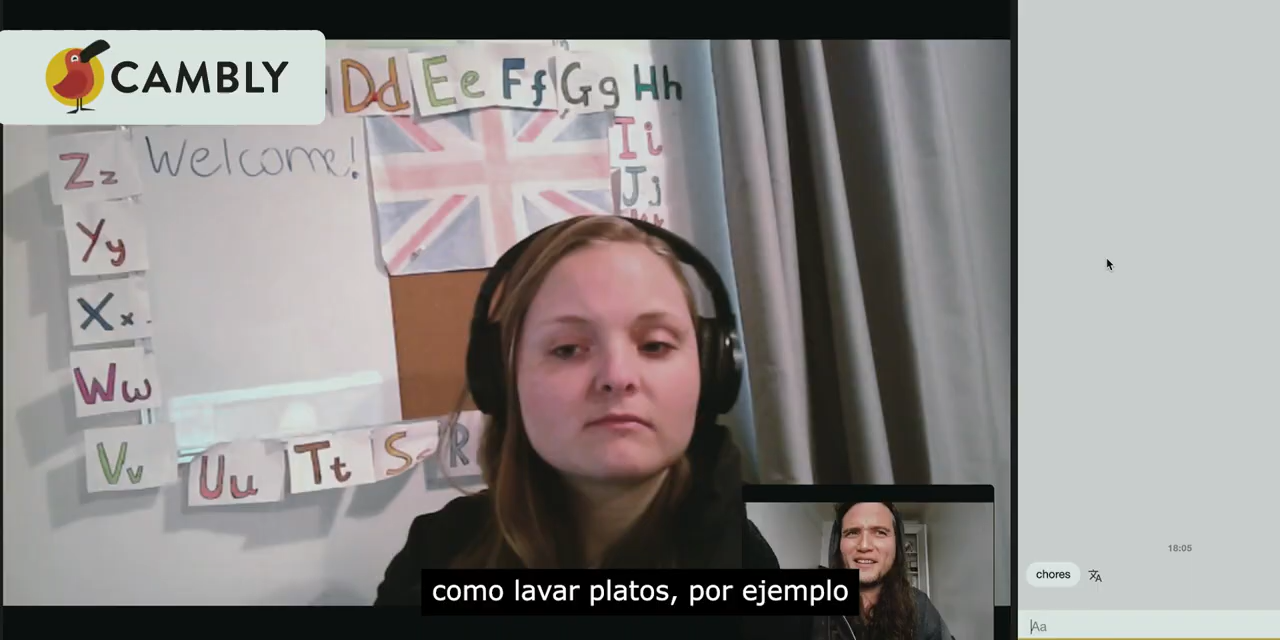 CAMBLY
Dd Ee Ff Gg Hh
Ii
Jj
Zz
Welcome!
Yy
Xx
Ww
Vv
Uu
Tt
S
R
18:05
chores
como lavar platos, por ejemplo
Aa